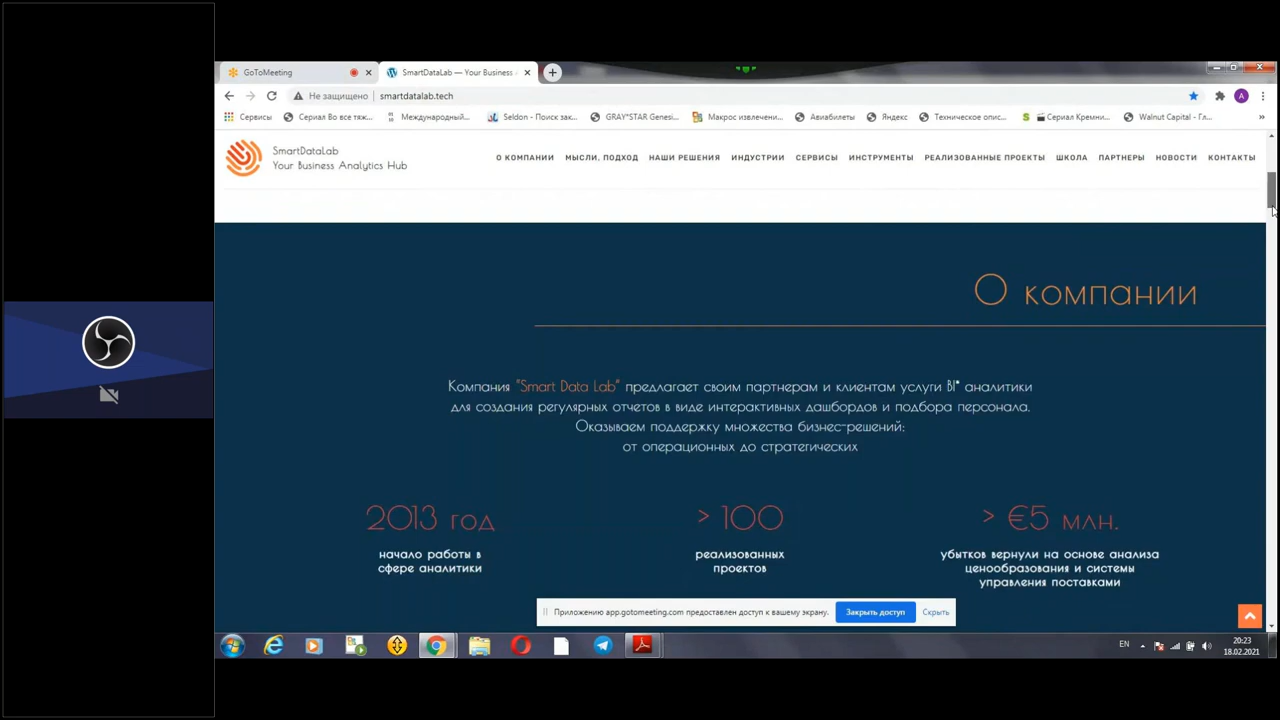 GoToMeeting
SmartDataLab — Your Business
Не защищено
smartdatalab.tech
Сервисы
Сериал Во все тяж...
Международный...
Seldon - Поиск зак...
GRAY*STAR Genesi...
Макрос извлечени...
Авиабилеты
Яндекс
Техническое опис...
Сериал Кремни...
Walnut Capital - Гл...
SmartDataLab
Your Business Analytics Hub
О КОМПАНИИ
МЫСЛИ, ПОДХОД
НАШИ РЕШЕНИЯ
ИНДУСТРИИ
СЕРВИСЫ
ИНСТРУМЕНТЫ
РЕАЛИЗОВАННЫЕ ПРОЕКТЫ
ШКОЛА
ПАРТНЕРЫ
НОВОСТИ
КОНТАКТЫ
О компании
Компания "Smart Data Lab" предлагает своим партнерам и клиентам услуги BI* аналитики
для создания регулярных отчетов в виде интерактивных дашбордов и подбора персонала.
Оказываем поддержку множества бизнес-решений:
от операционных до стратегических
2013 год
начало работы в
сфере аналитики
> 100
реализованных
проектов
> €5 млн.
убытков вернули на основе анализа
ценообразования и системы
управления поставками
Приложению app.gotomeeting.com предоставлен доступ к вашему экрану.
Закрыть доступ
Скрыть
EN
20:23
18.02.2021